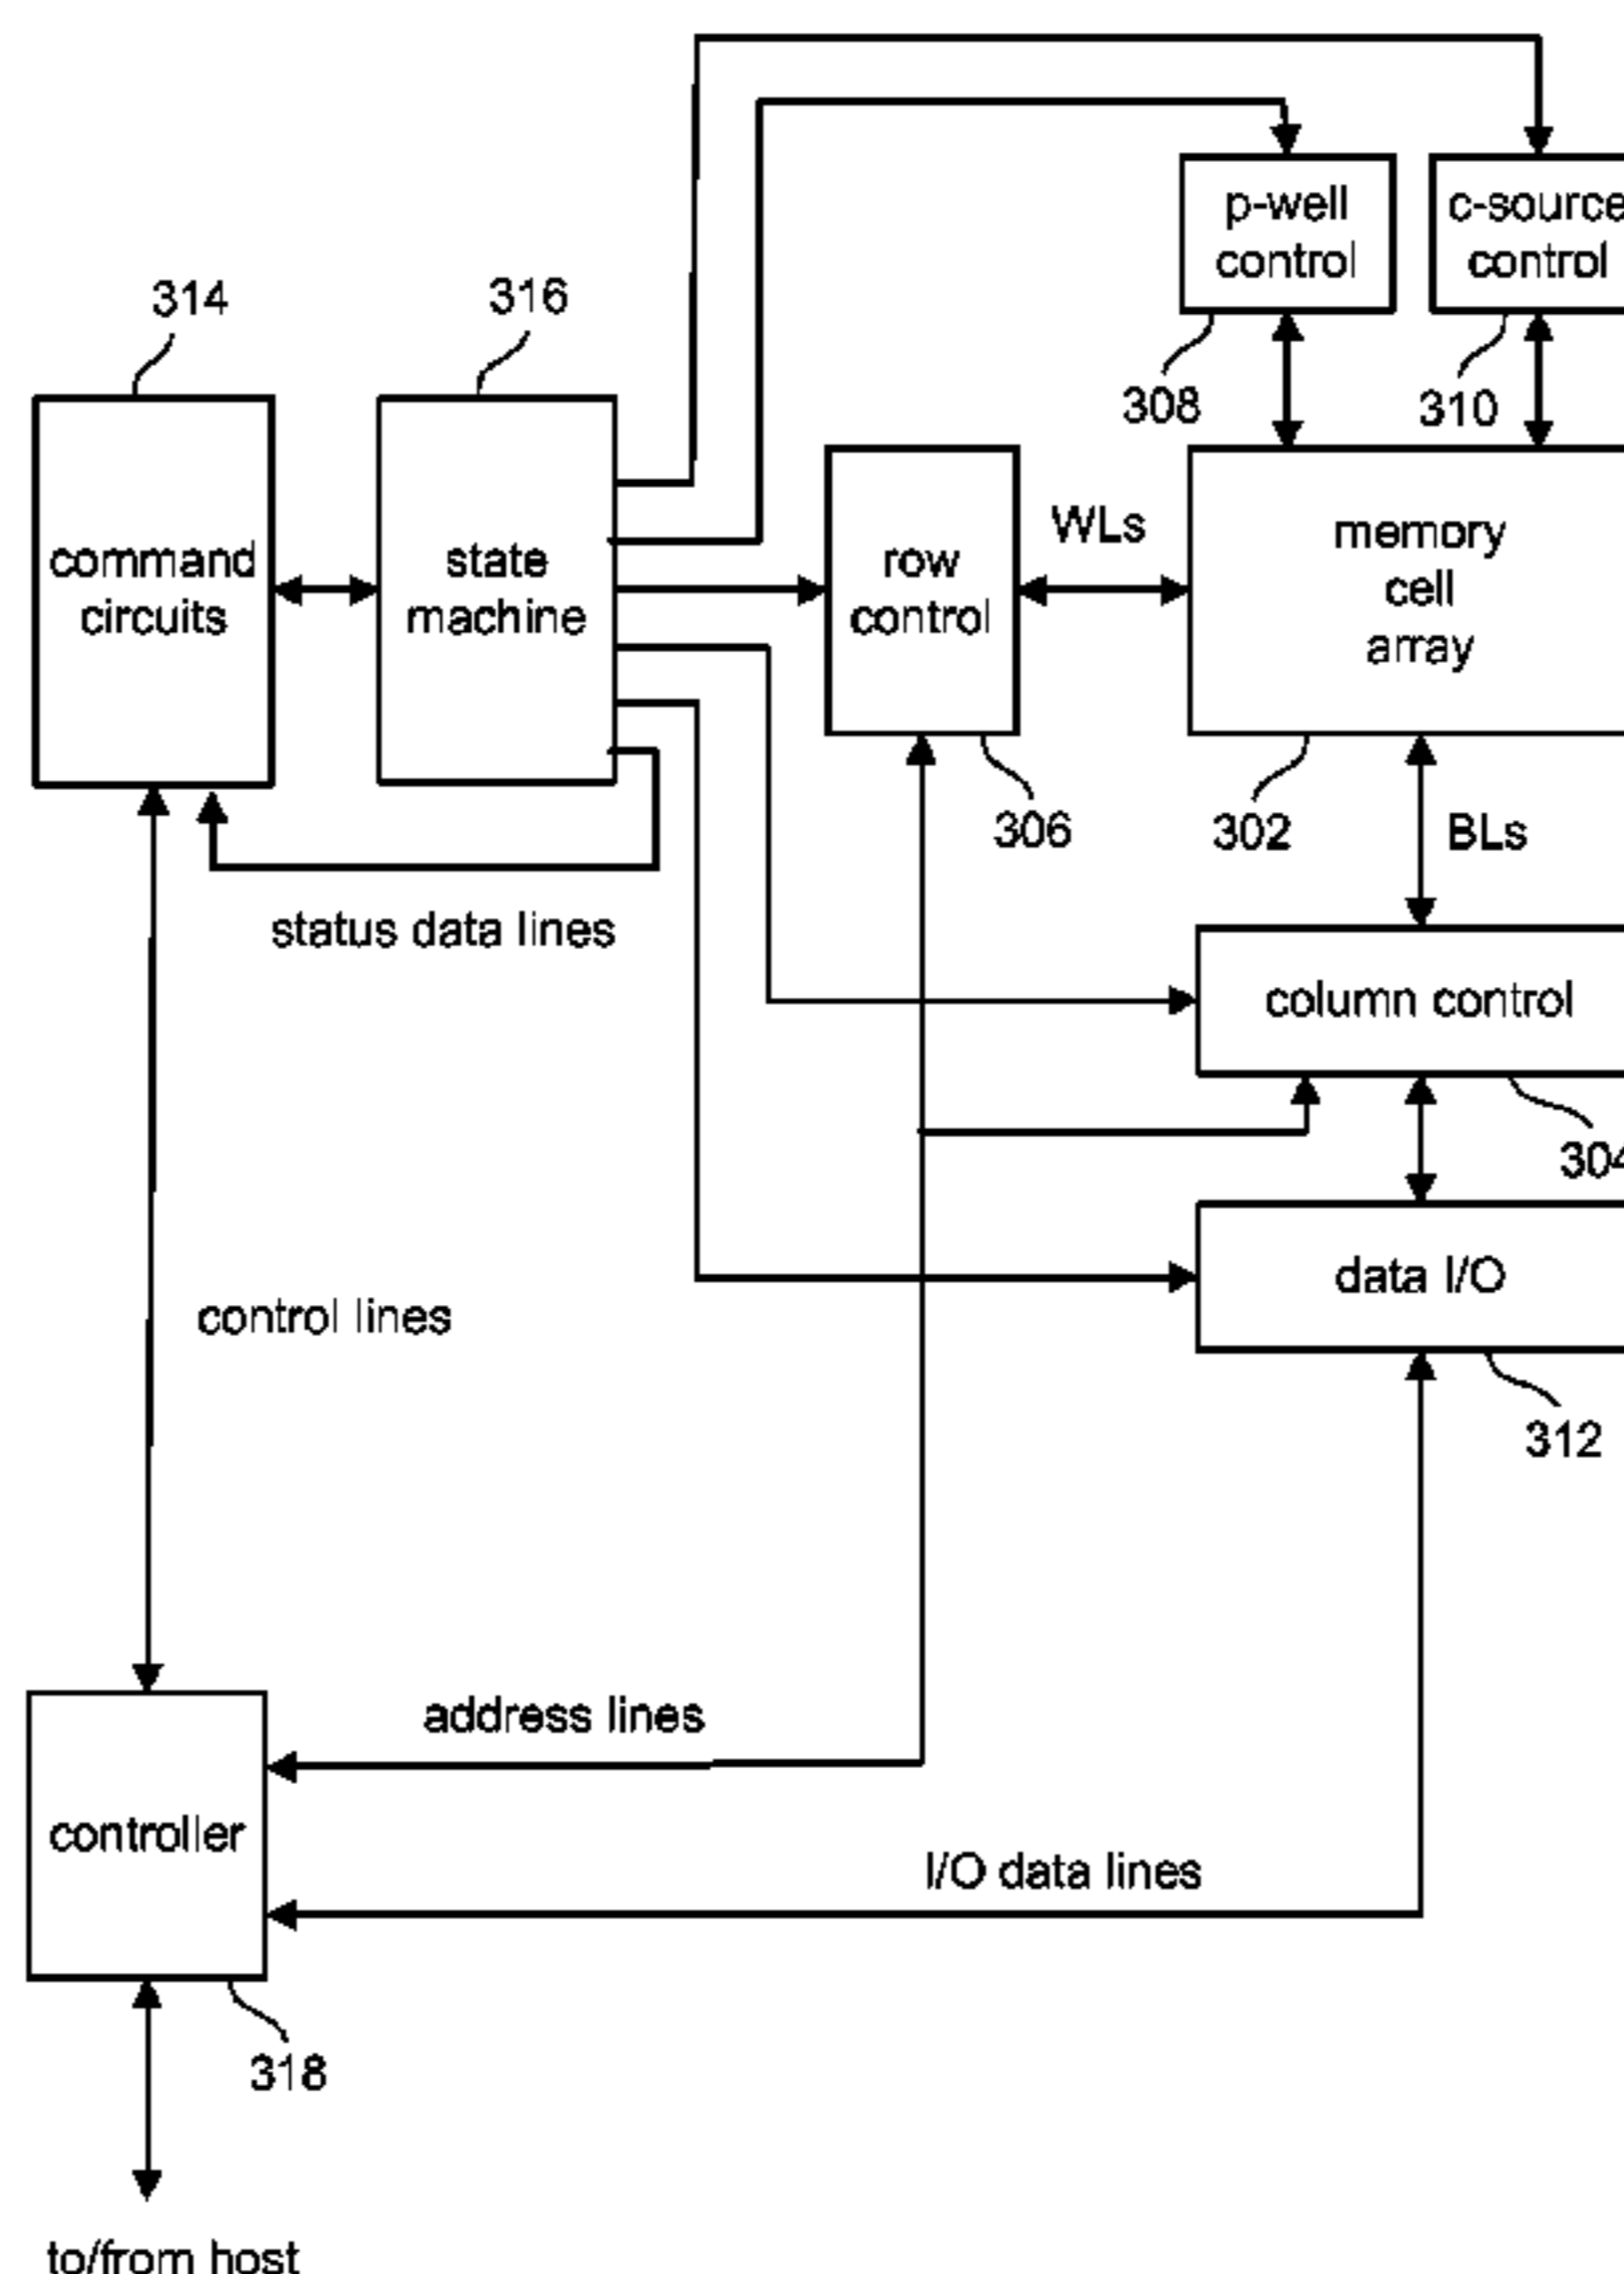 p-well
control
c-source
control
314
316
308
310
command
circuits
state
machine
row
control
WLs
memory
cell
array
306
302
BLs
status data lines
column control
304
data I/O
control lines
312
address lines
controller
I/O data lines
318
to/from host